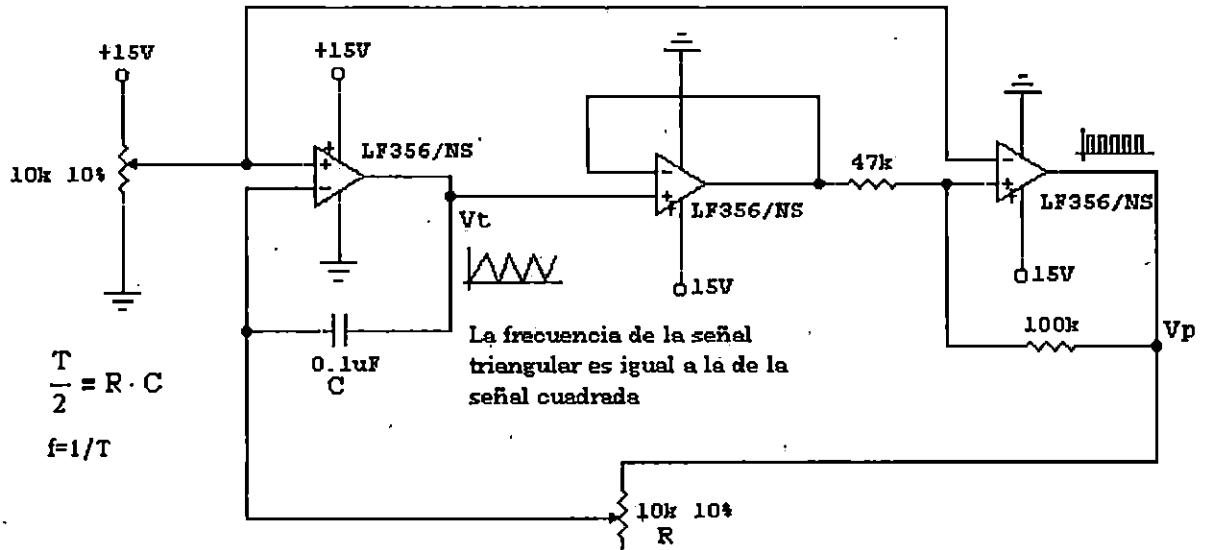 +15V
+15V
10k 10%
LF356/NS
Vt
47k
LF356/NS
LF356/NS
15V
15V
100k
Vp
0.1uF
C
La frecuencia de la señal
triangular es igual a la de la
señal cuadrada
T
2
= R · C
f=1/T
10k 10%
R